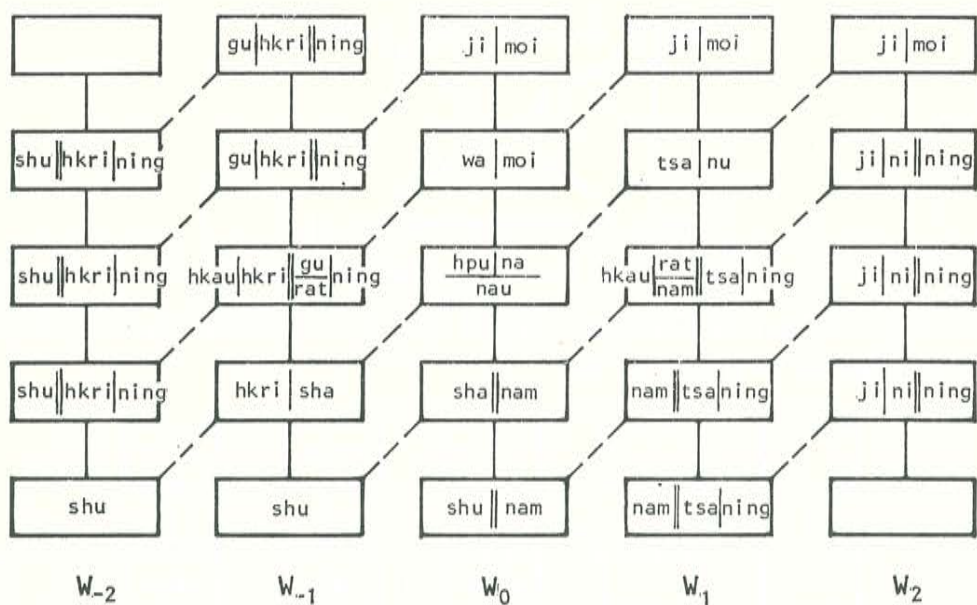 gu|hkri||ning ji|moi ji|moi ji|moi
shu||hkri|ning gu|hkri||ning wa|moi tsa|nu ji|ni||ning
shu||hkri|ning hkau|hkri||gu/rat|ning hpu|na/nau hkau|rat/nam||tsa|ning ji|ni||ning
shu||hkri|ning hkri|sha sha||nam nam||tsa|ning ji|ni||ning
shu shu shu||nam nam||tsa|ning
W-2 W-1 W0 W1 W2